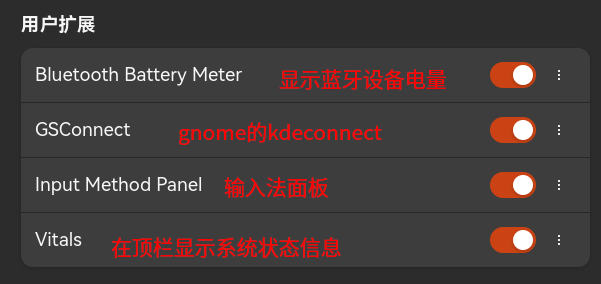 用户扩展
Bluetooth Battery Meter 显示蓝牙设备电量
GSConnect gnome的kdeconnect
Input Method Panel 输入法面板
Vitals 在顶栏显示系统状态信息